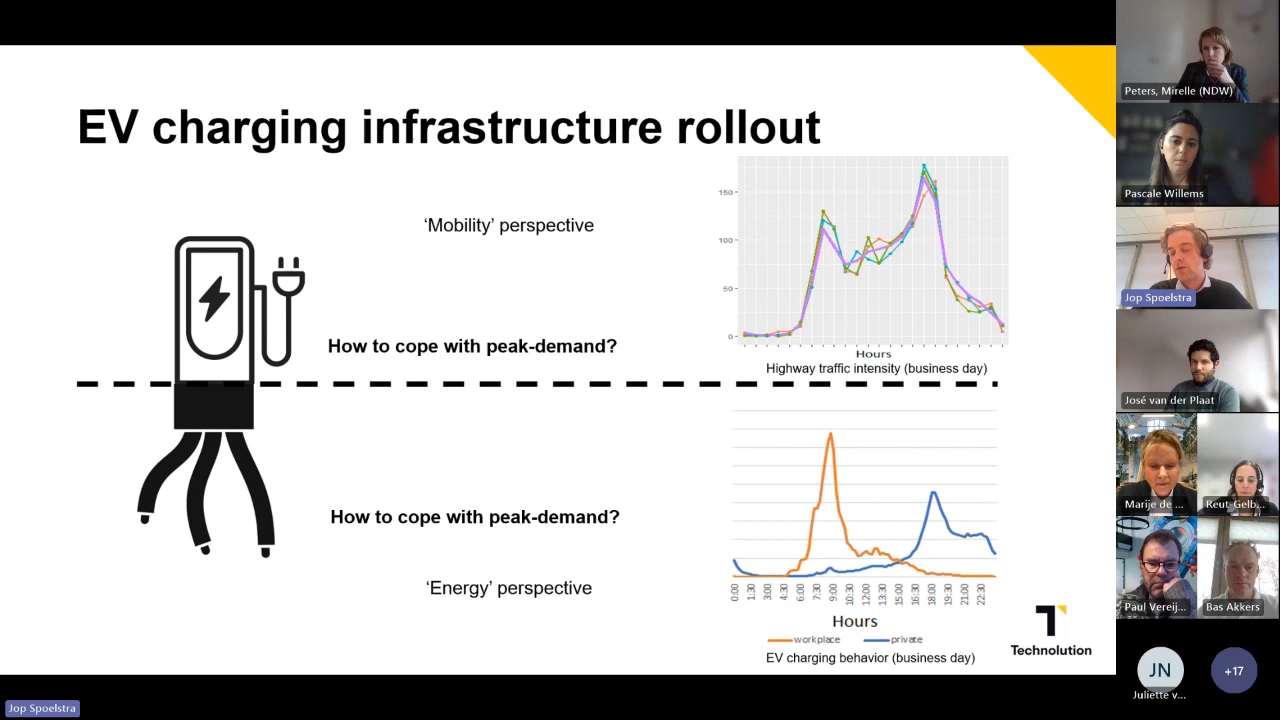 EV charging infrastructure rollout
'Mobility' perspective
How to cope with peak-demand?
150
100
50
0
Hours
Highway traffic intensity (business day)
How to cope with peak-demand?
'Energy' perspective
0:00
1:30
3:00
4:30
6:00
7:30
9:00
10:30
12:00
13:30
15:00
16:30
18:00
19:30
21:00
22:30
Hours
workplace private
EV charging behavior (business day)
Technolution
Peters, Mirelle (NDW)
Pascale Willems
Jop Spoelstra
José van der Plaat
Marije de ...
Reut Gelb...
Paul Vereij...
Bas Akkers
JN
Juliette v...
+17
Jop Spoelstra